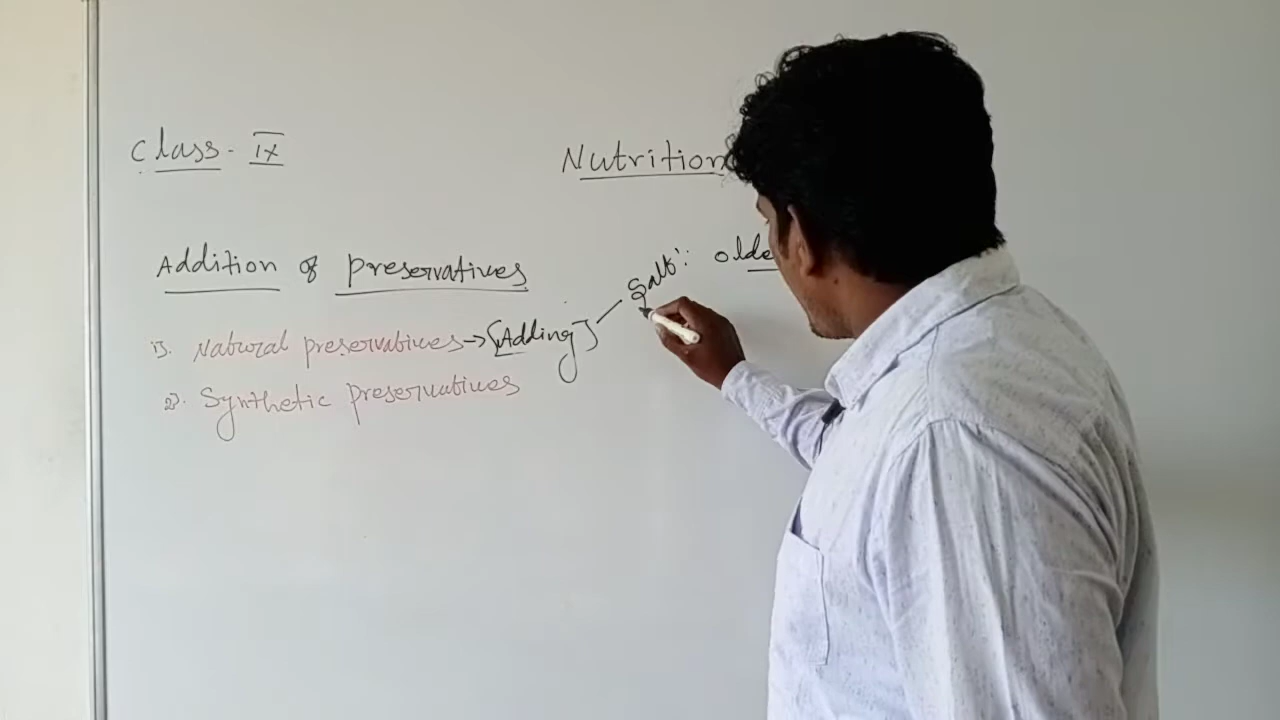 Class - IX
Nutrition
Addition of preservatives
Salt: olde
1). Natural preservatives → [Adding]
2). Synthetic preservatives